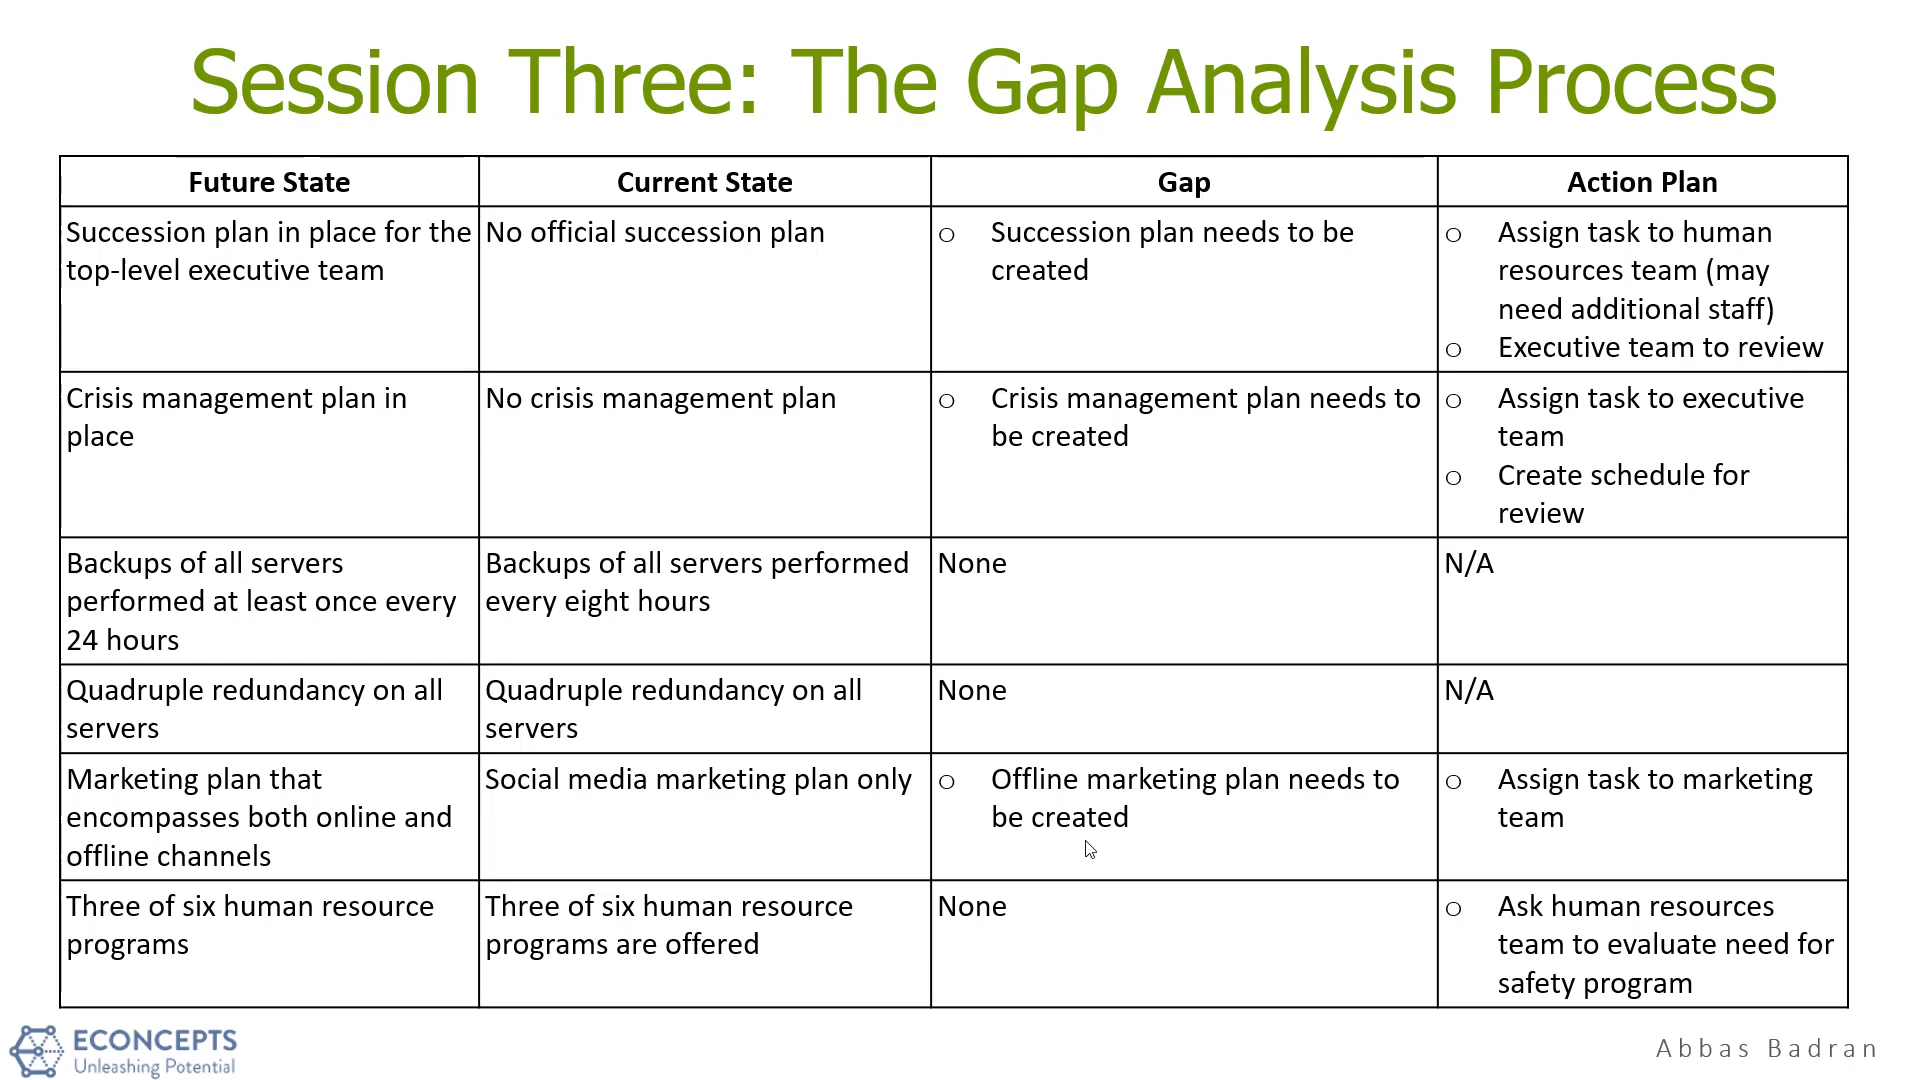 Session Three: The Gap Analysis Process
Future State
Current State
Gap
Action Plan
Succession plan in place for the
top-level executive team
No official succession plan
o Succession plan needs to be
created
o Assign task to human
resources team (may
need additional staff)
o Executive team to review
Crisis management plan in
place
No crisis management plan
o Crisis management plan needs to
be created
o Assign task to executive
team
o Create schedule for
review
Backups of all servers
performed at least once every
24 hours
Backups of all servers performed
every eight hours
None
N/A
Quadruple redundancy on all
servers
Quadruple redundancy on all
servers
None
N/A
Marketing plan that
encompasses both online and
offline channels
Social media marketing plan only
o Offline marketing plan needs to
be created
o Assign task to marketing
team
Three of six human resource
programs
Three of six human resource
programs are offered
None
o Ask human resources
team to evaluate need for
safety program
ECONCEPTS
Unleashing Potential
Abbas Badran